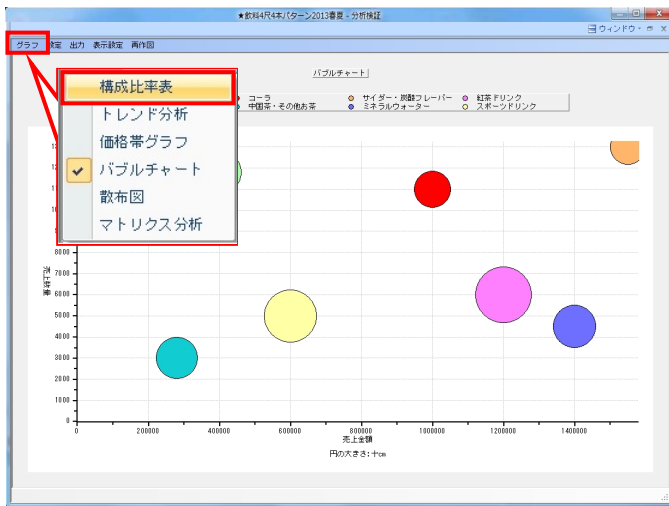 ★飲料4尺4本パターン2013春夏 - 分析検証
ウィンドウ
グラフ 設定 出力 表示設定 再作図
バブルチャート
コーラ サイダー・炭酸フレーバー 紅茶ドリンク
中国茶・その他お茶 ミネラルウォーター スポーツドリンク
構成比率表
トレンド分析
価格帯グラフ
バブルチャート
散布図
マトリクス分析
8000
7000
6000
5000
4000
3000
2000
1000
0
売上数量
0 200000 400000 600000 800000 1000000 1200000 1400000
売上金額
円の大きさ:十cm